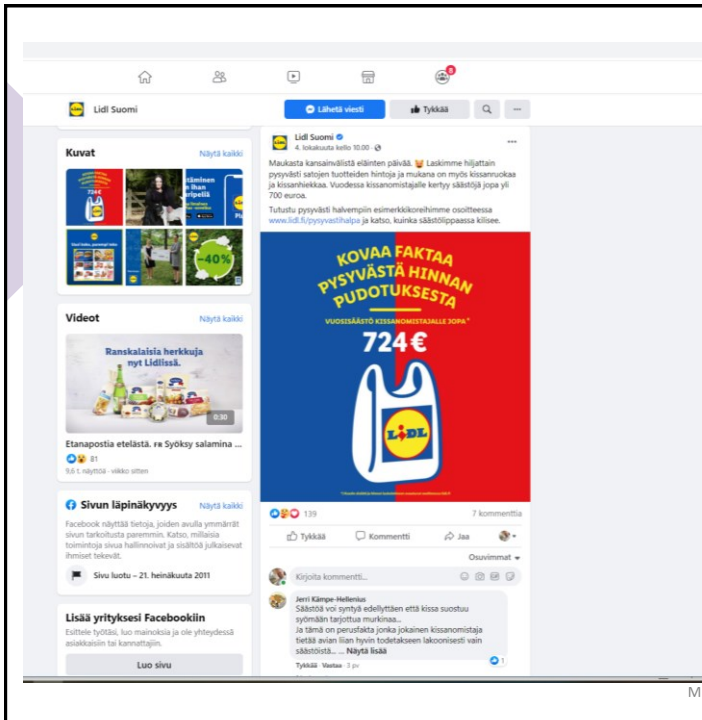 8
Lidl Suomi
Lähetä viesti
Tykkää
Kuvat
Näytä kaikki
724 €
-40%
Videot
Näytä kaikki
Ranskalaisia herkkuja
nyt Lidlissä.
0:30
Etanapostia etelästä. FR Syöksy salamina ...
81
9,6 t. näyttöä · viikko sitten
Sivun läpinäkyvyys
Näytä kaikki
Facebook näyttää tietoja, joiden avulla ymmärrät
sivun tarkoitusta paremmin. Katso, millaisia
toimintoja sivua hallinnoivat ja sisältöä julkaisevat
ihmiset tekevät.
Sivu luotu – 21. heinäkuuta 2011
Lisää yrityksesi Facebookiin
Esittele työtäsi, luo mainoksia ja ole yhteydessä
asiakkaisiin tai kannattajiin.
Luo sivu
Lidl Suomi
4. lokakuuta kello 10.00 ·
Maukasta kansainvälistä eläinten päivää. Laskimme hiljattain
pysyvästi satojen tuotteiden hintoja ja mukana on myös kissanruokaa
ja kissanhiekkaa. Vuodessa kissanomistajalle kertyy säästöjä jopa yli
700 euroa.
Tutustu pysyvästi halvempiin esimerkkikoreihimme osoitteessa
www.lidl.fi/pysyvastihalpa ja katso, kuinka säästölippaassa kilisee.
KOVAA FAKTAA
PYSYVÄSTÄ HINNAN
PUDOTUKSESTA
VUOSISÄÄSTÖ KISSANOMISTAJALLE JOPA*
724 €
LIDL
139
7 kommenttia
Tykkää
Kommentti
Jaa
Osuvimmat
Kirjoita kommentti...
Jerri Kämpe-Hellenius
Säästöä voi syntyä edellyttäen että kissa suostuu
syömään tarjottua murkinaa...
Ja tämä on perusfakta jonka jokainen kissanomistaja
tietää avian liian hyvin todetakseen lakoonisesti vain
säästöistä... ... Näytä lisää
1
Tykkää · Vastaa · 3 pv
M